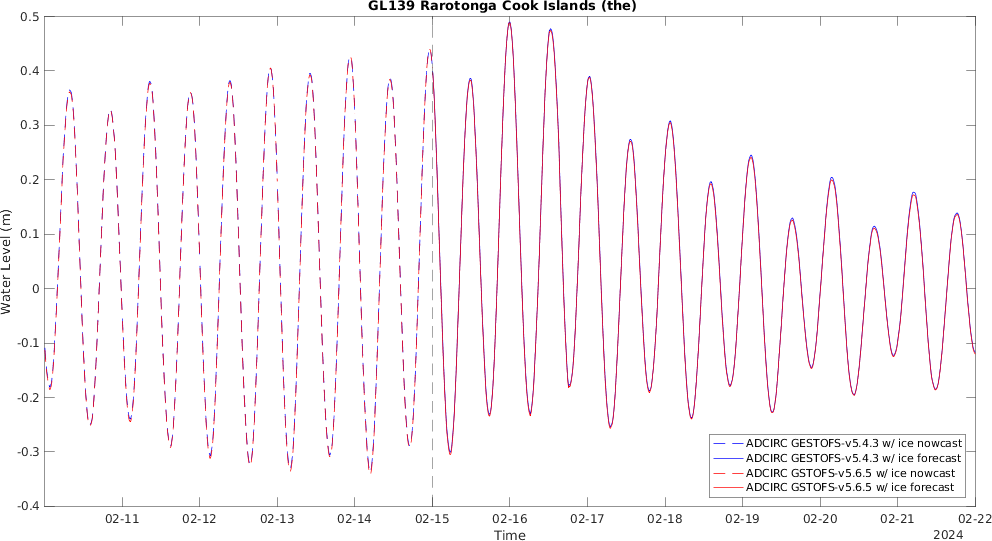 GL139 Rarotonga Cook Islands (the)
0.5
0.4
0.3
0.2
0.1
0
-0.1
-0.2
-0.3
-0.4
Water Level (m)
ADCIRC GESTOFS-v5.4.3 w/ ice nowcast
ADCIRC GESTOFS-v5.4.3 w/ ice forecast
ADCIRC GSTOFS-v5.6.5 w/ ice nowcast
ADCIRC GSTOFS-v5.6.5 w/ ice forecast
02-11 02-12 02-13 02-14 02-15 02-16 02-17 02-18 02-19 02-20 02-21 02-22
Time
2024